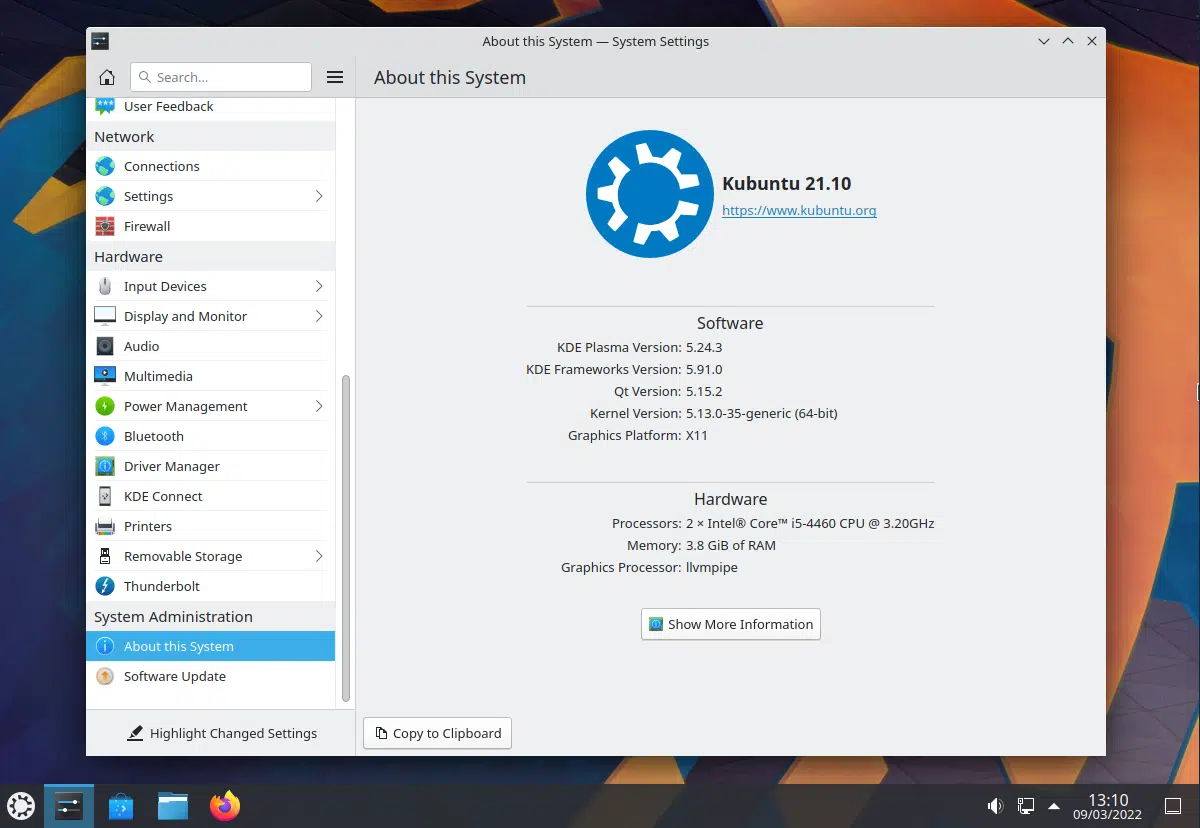 About this System — System Settings
Search...
About this System
User Feedback
Network
Connections
Settings
Firewall
Hardware
Input Devices
Display and Monitor
Audio
Multimedia
Power Management
Bluetooth
Driver Manager
KDE Connect
Printers
Removable Storage
Thunderbolt
System Administration
About this System
Software Update
Highlight Changed Settings
Kubuntu 21.10
https://www.kubuntu.org
Software
KDE Plasma Version: 5.24.3
KDE Frameworks Version: 5.91.0
Qt Version: 5.15.2
Kernel Version: 5.13.0-35-generic (64-bit)
Graphics Platform: X11
Hardware
Processors: 2 × Intel® Core™ i5-4460 CPU @ 3.20GHz
Memory: 3.8 GiB of RAM
Graphics Processor: llvmpipe
Show More Information
Copy to Clipboard
13:10
09/03/2022